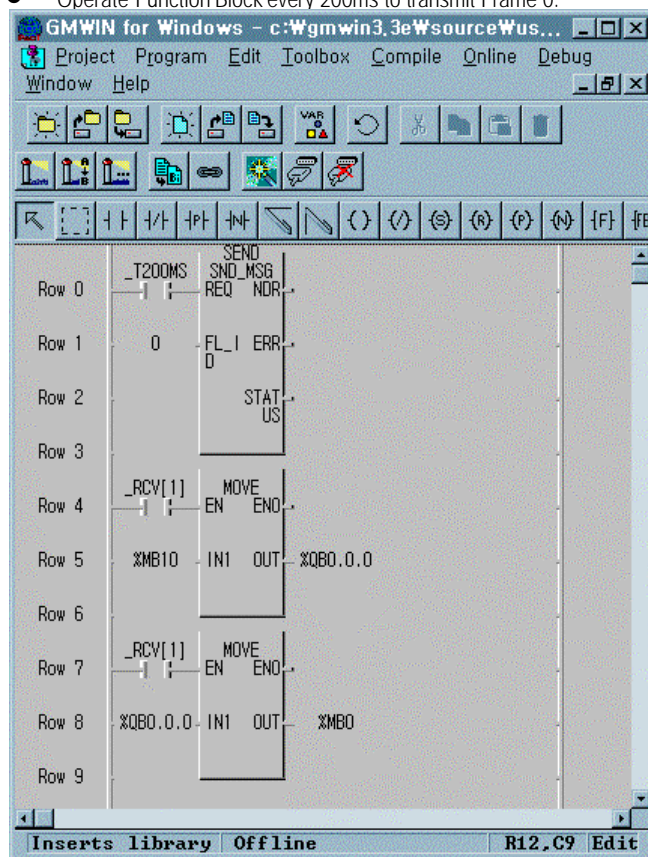 Operate Function Block every 200ms to transmit Frame 0.
GMWIN for Windows - c:₩gmwin3,3e₩source₩us...
Project Program Edit Toolbox Compile Online Debug
Window Help
VAR
SEND
_T200MS SND_MSG
Row 0 REQ NDR
Row 1 0 FL_I ERR
D
Row 2 STAT
US
Row 3
_RCV[1] MOVE
Row 4 EN ENO
Row 5 %MB10 IN1 OUT %QB0.0.0
Row 6
_RCV[1] MOVE
Row 7 EN ENO
Row 8 %QB0.0.0 IN1 OUT %MB0
Row 9
Inserts library Offline R12,C9 Edit